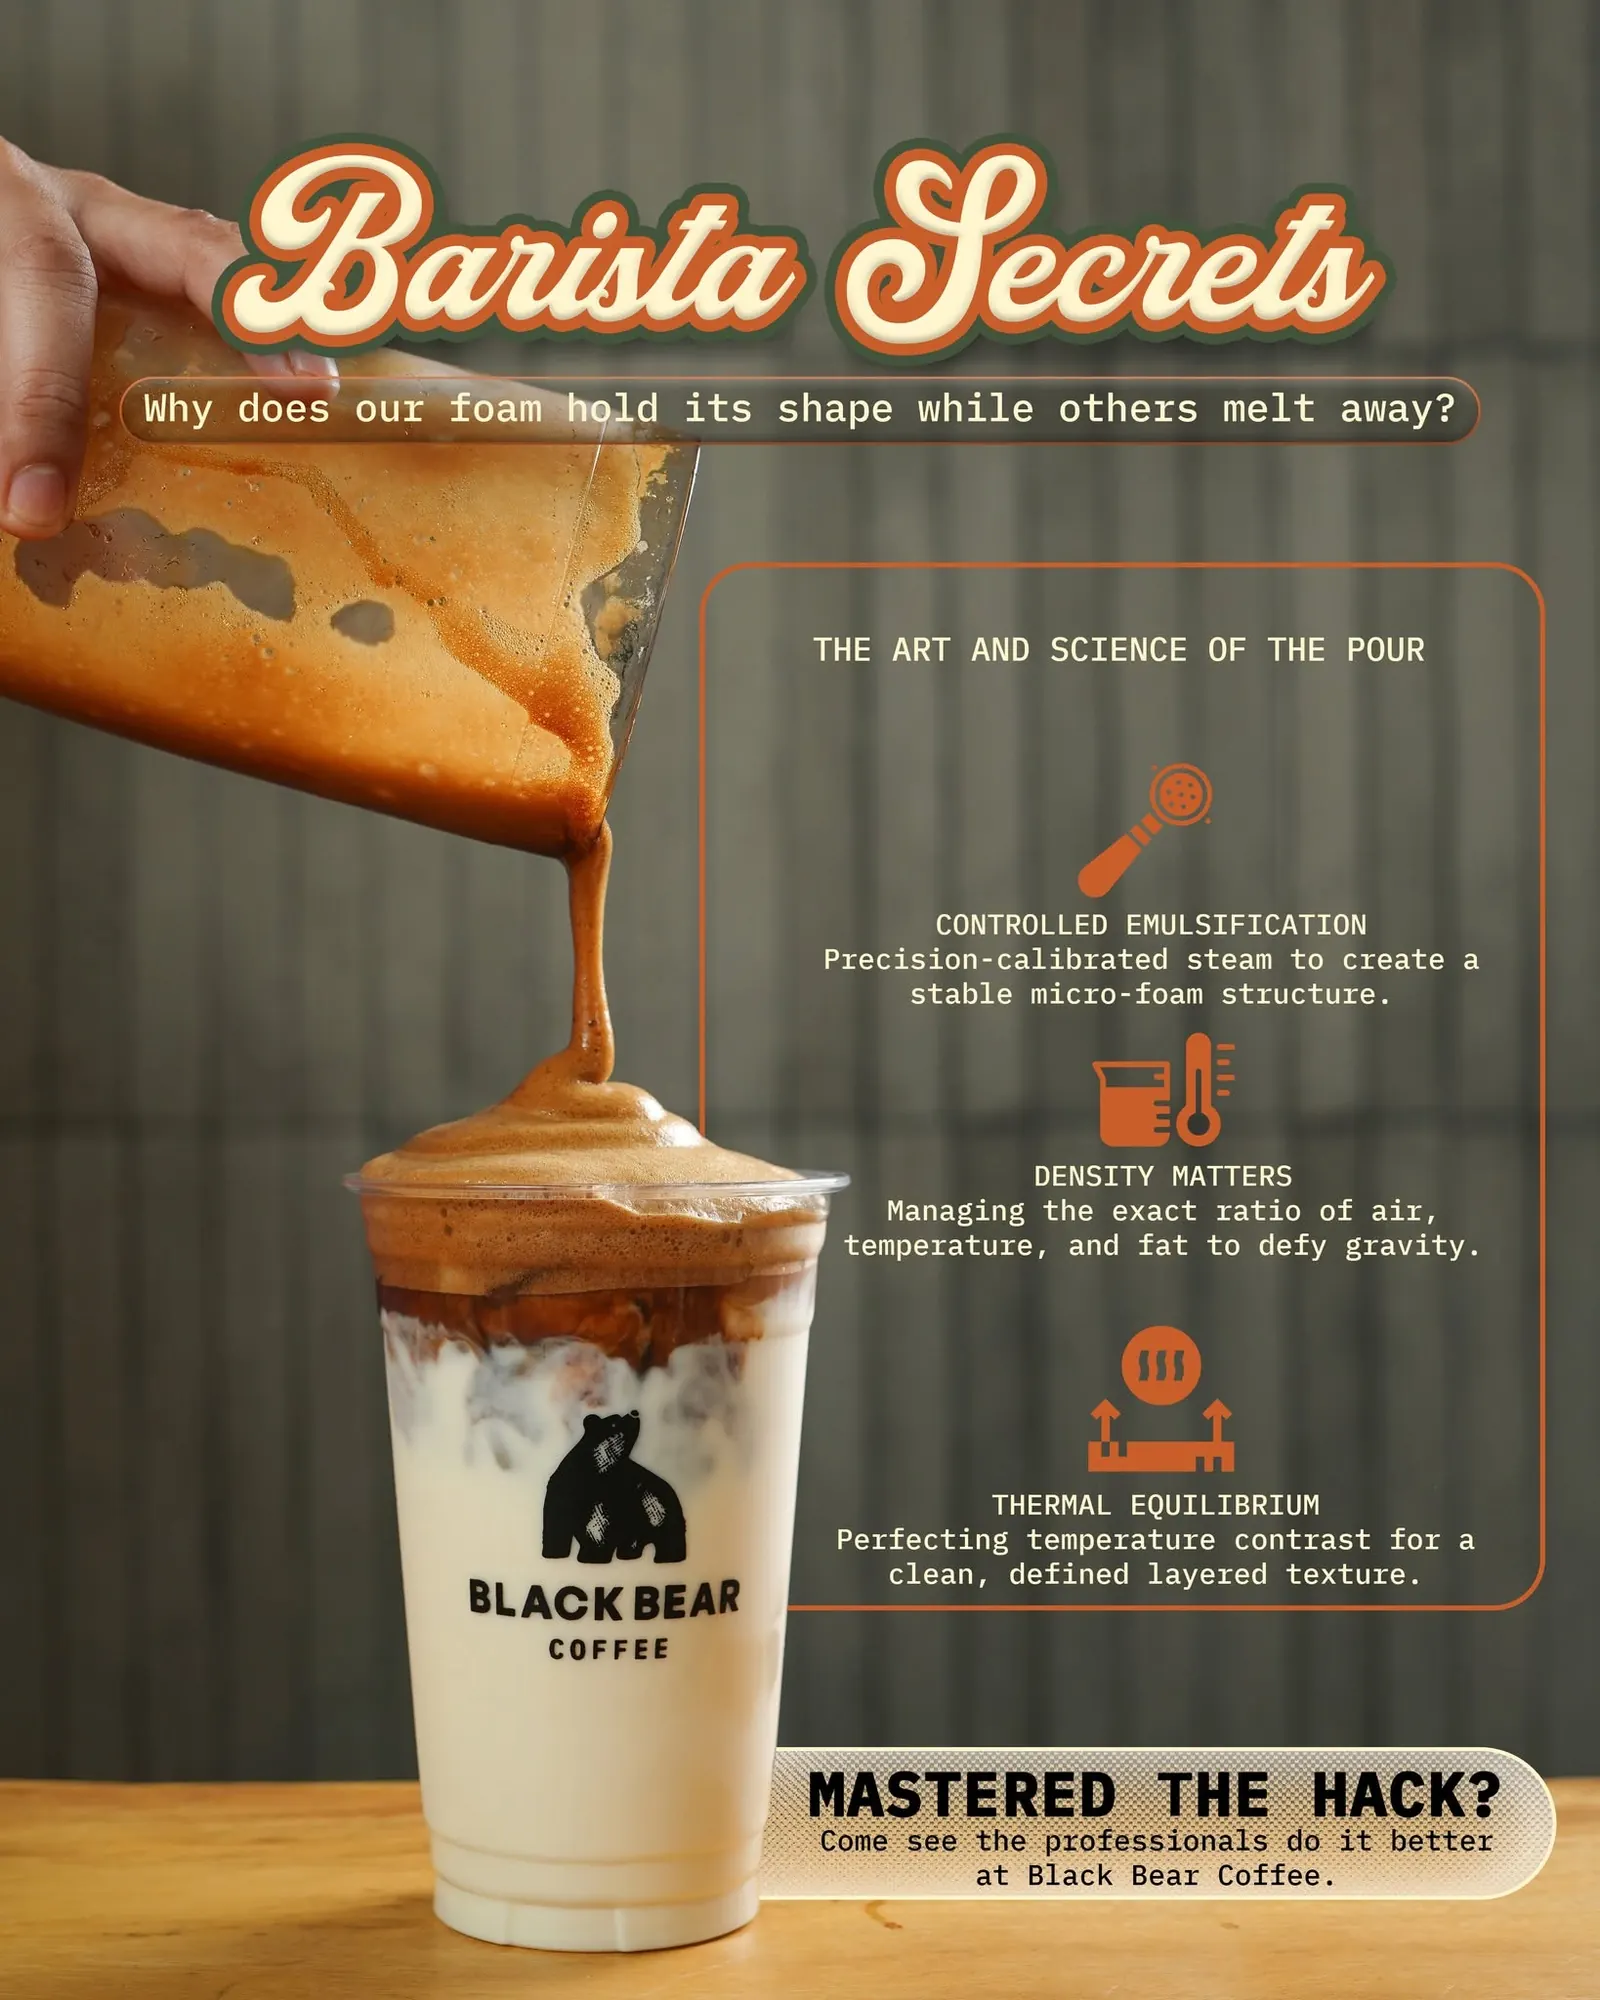 Barista Secrets
Why does our foam hold its shape while others melt away?
THE ART AND SCIENCE OF THE POUR
CONTROLLED EMULSIFICATION
Precision-calibrated steam to create a
stable micro-foam structure.
DENSITY MATTERS
Managing the exact ratio of air,
temperature, and fat to defy gravity.
THERMAL EQUILIBRIUM
Perfecting temperature contrast for a
clean, defined layered texture.
BLACK BEAR
COFFEE
MASTERED THE HACK?
Come see the professionals do it better
at Black Bear Coffee.